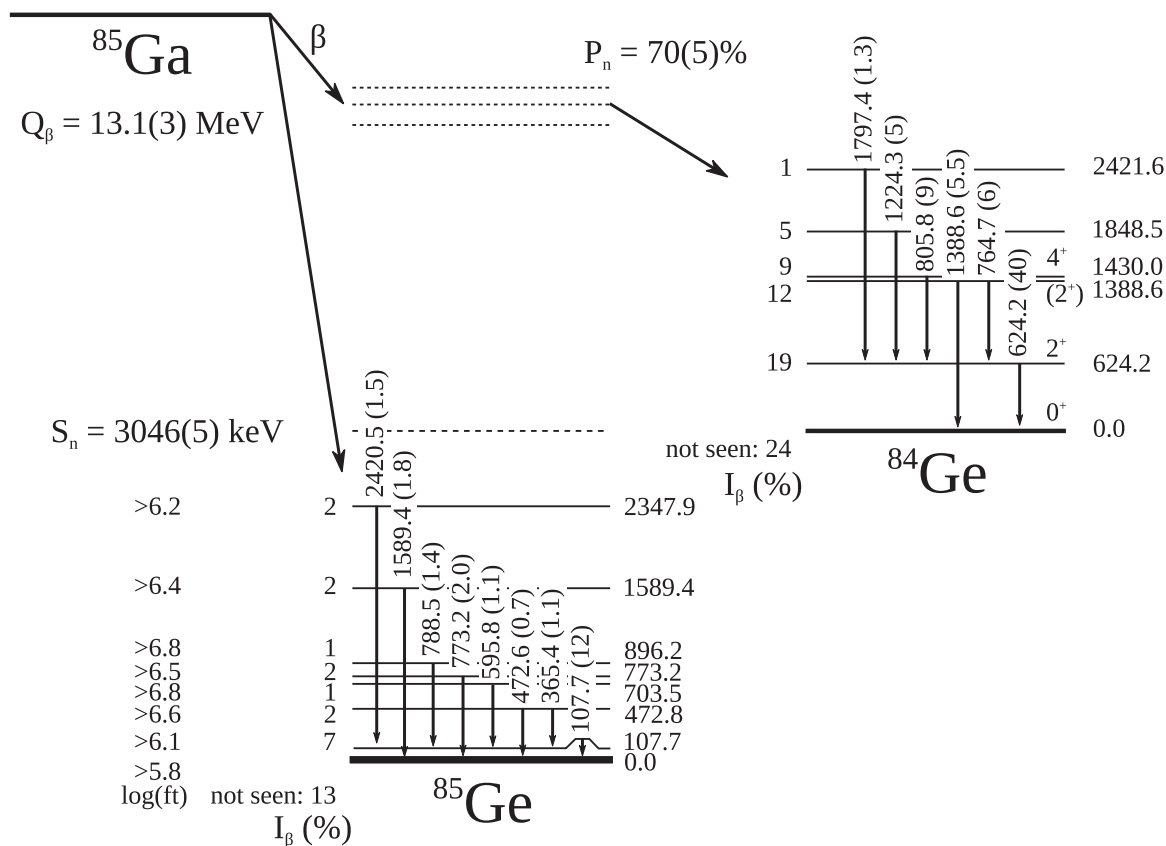 ⁸⁵Ga
β
Q_β = 13.1(3) MeV
P_n = 70(5)%
1797.4 (1.3)
1224.3 (5)
805.8 (9)
1388.6 (5.5)
764.7 (6)
624.2 (40)
1 2421.6
5 1848.5
9 4⁺ 1430.0
12 (2⁺) 1388.6
19 2⁺ 624.2
0⁺ 0.0
not seen: 24
I_β (%)
⁸⁴Ge
S_n = 3046(5) keV
2420.5 (1.5)
1589.4 (1.8)
788.5 (1.4)
773.2 (2.0)
595.8 (1.1)
472.6 (0.7)
365.4 (1.1)
107.7 (12)
>6.2 2 2347.9
>6.4 2 1589.4
>6.8 1 896.2
>6.5 2 773.2
>6.8 1 703.5
>6.6 2 472.8
>6.1 7 107.7
>5.8 0.0
log(ft) not seen: 13
I_β (%)
⁸⁵Ge